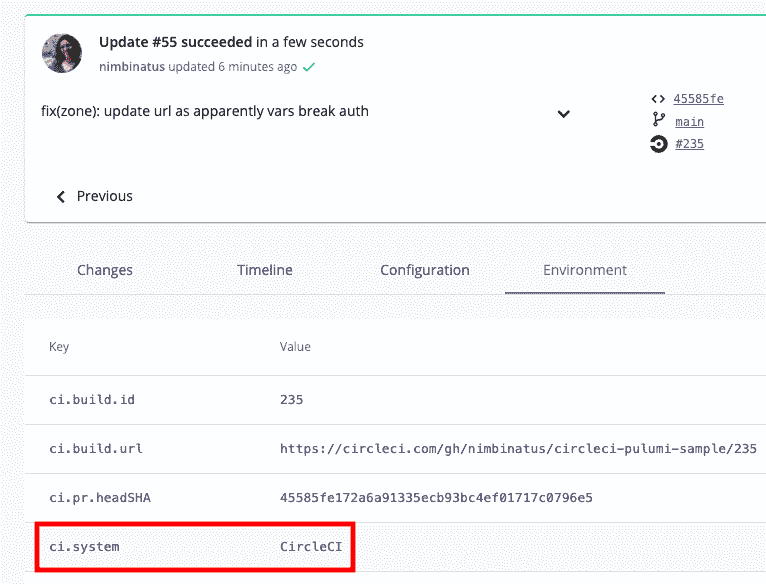 Update #55 succeeded in a few seconds
nimbinatus updated 6 minutes ago
fix(zone): update url as apparently vars break auth
45585fe
main
#235
Previous
Changes Timeline Configuration Environment
Key Value
ci.build.id 235
ci.build.url https://circleci.com/gh/nimbinatus/circleci-pulumi-sample/235
ci.pr.headSHA 45585fe172a6a91335ecb93bc4ef01717c0796e5
ci.system CircleCI